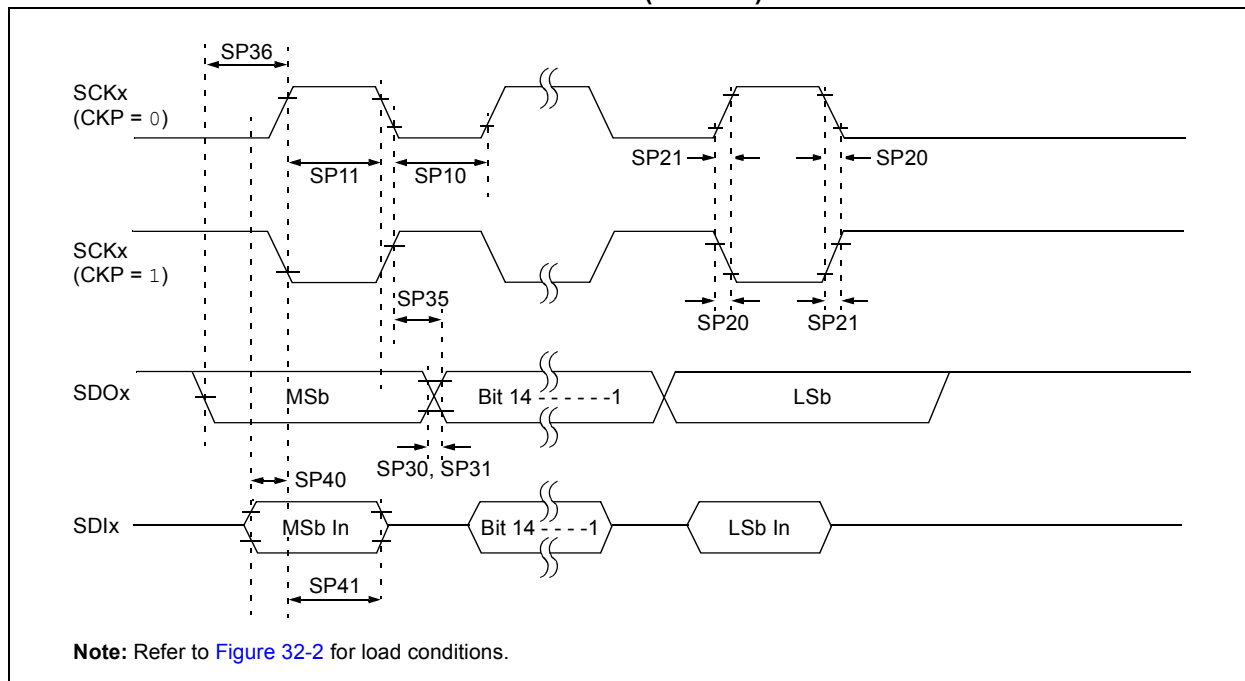 SP36
SCKx
(CKP = 0)
SP11
SP10
SP21
SP20
SCKx
(CKP = 1)
SP35
SP20
SP21
SDOx
MSb
Bit 14 - - - - - -1
LSb
SP30, SP31
SP40
SDIx
MSb In
Bit 14 - - - -1
LSb In
SP41
Note: Refer to Figure 32-2 for load conditions.